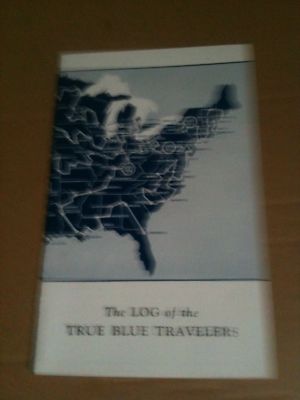 The LOG of the
TRUE BLUE TRAVELERS